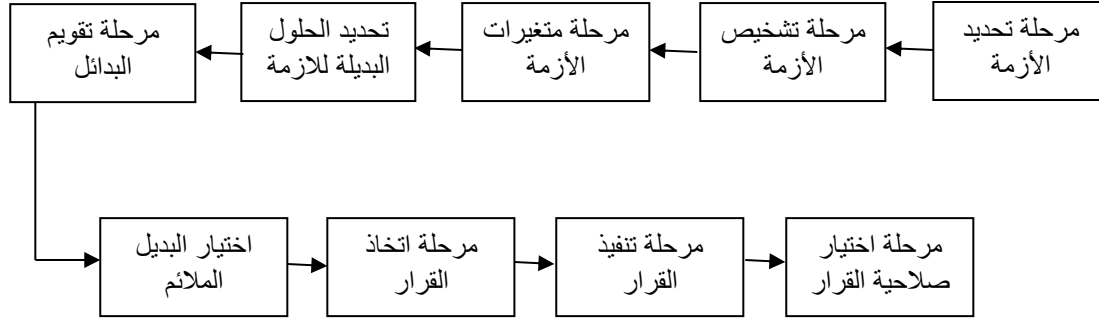 مرحلة تحديد
الأزمة
مرحلة تشخيص
الأزمة
مرحلة متغيرات
الأزمة
تحديد الحلول
البديلة للازمة
مرحلة تقويم
البدائل
اختيار البديل
الملائم
مرحلة اتخاذ
القرار
مرحلة تنفيذ
القرار
مرحلة اختيار
صلاحية القرار